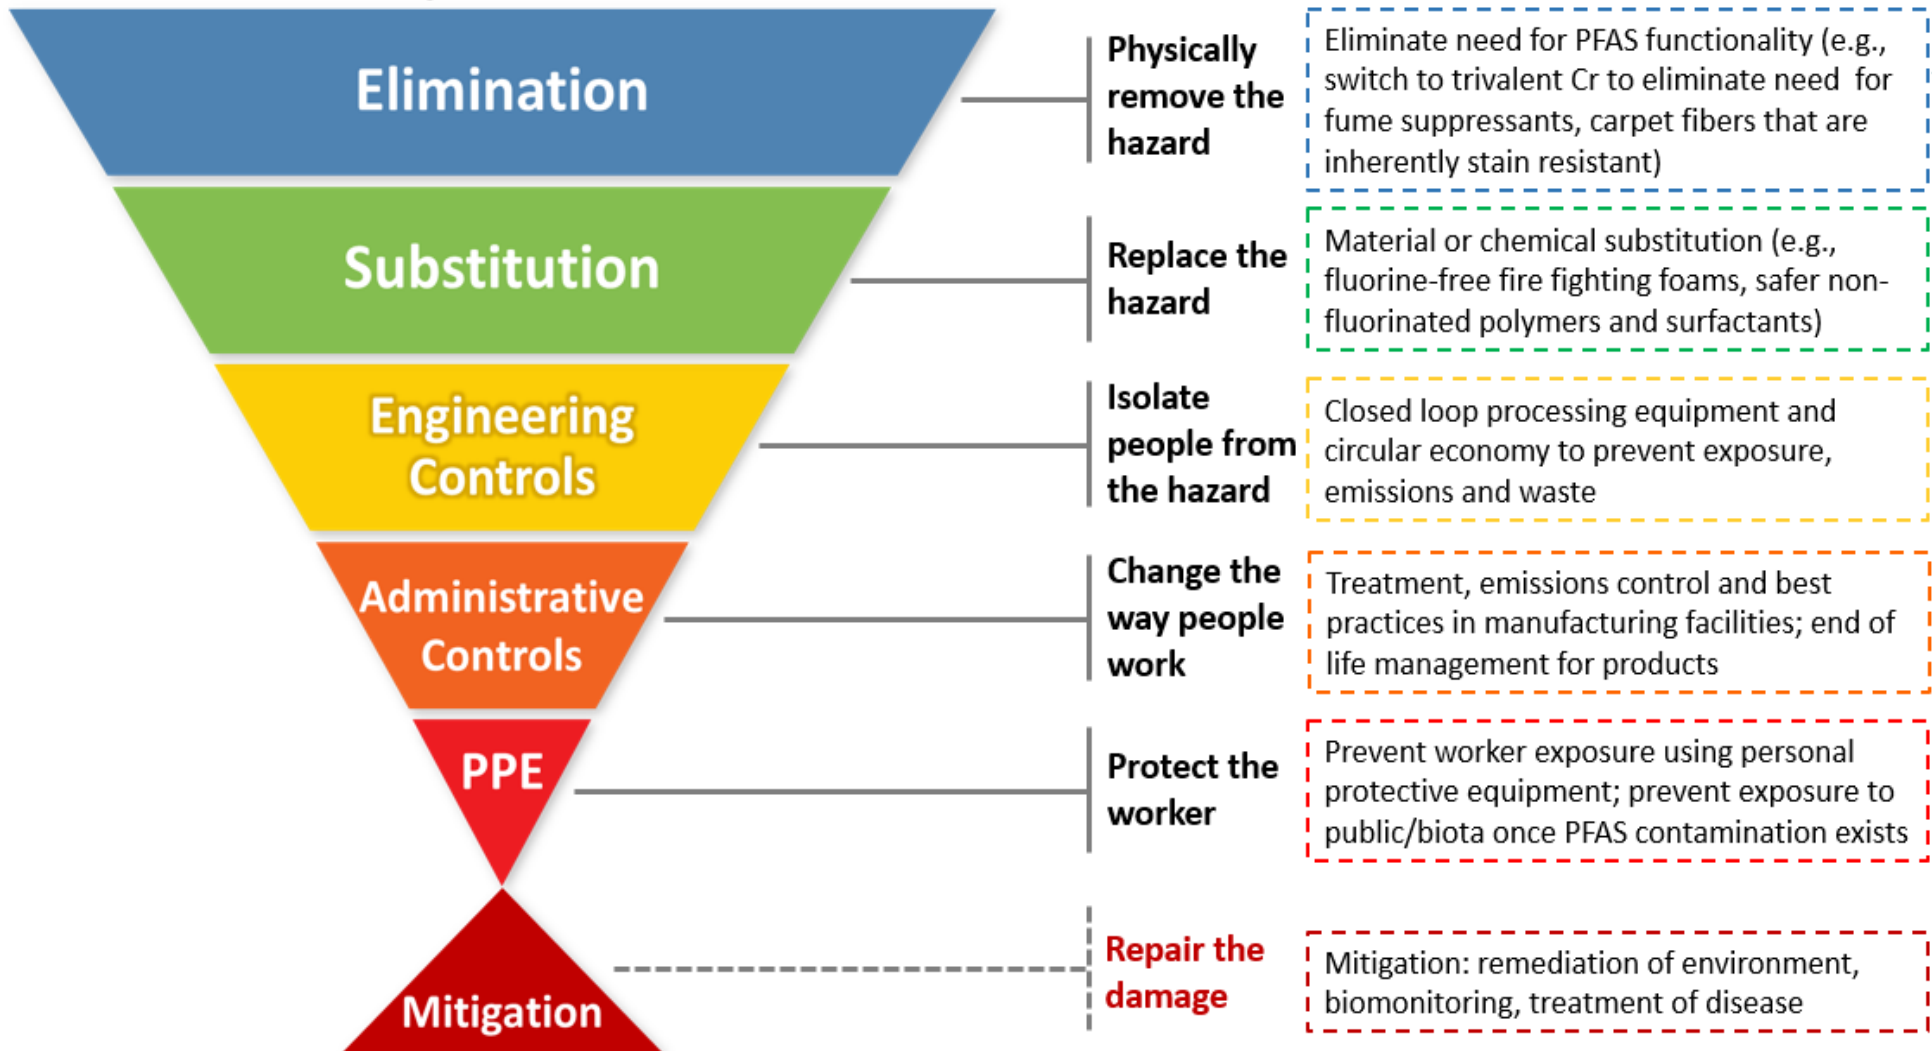 Elimination
Physically
remove the
hazard
Eliminate need for PFAS functionality (e.g.,
switch to trivalent Cr to eliminate need for
fume suppressants, carpet fibers that are
inherently stain resistant)
Substitution
Replace the
hazard
Material or chemical substitution (e.g.,
fluorine-free fire fighting foams, safer non-
fluorinated polymers and surfactants)
Engineering
Controls
Isolate
people from
the hazard
Closed loop processing equipment and
circular economy to prevent exposure,
emissions and waste
Administrative
Controls
Change the
way people
work
Treatment, emissions control and best
practices in manufacturing facilities; end of
life management for products
PPE
Protect the
worker
Prevent worker exposure using personal
protective equipment; prevent exposure to
public/biota once PFAS contamination exists
Mitigation
Repair the
damage
Mitigation: remediation of environment,
biomonitoring, treatment of disease